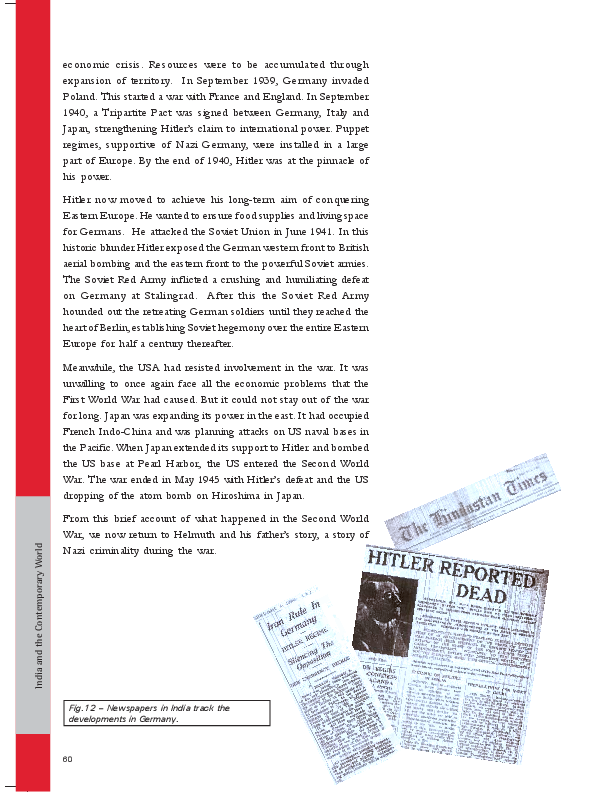 economic crisis. Resources were to be accumulated through
expansion of territory. In September 1939, Germany invaded
Poland. This started a war with France and England. In September
1940, a Tripartite Pact was signed between Germany, Italy and
Japan, strengthening Hitler's claim to international power. Puppet
regimes, supportive of Nazi Germany, were installed in a large
part of Europe. By the end of 1940, Hitler was at the pinnacle of
his power.
Hitler now moved to achieve his long-term aim of conquering
Eastern Europe. He wanted to ensure food supplies and living space
for Germans. He attacked the Soviet Union in June 1941. In this
historic blunder Hitler exposed the German western front to British
aerial bombing and the eastern front to the powerful Soviet armies.
The Soviet Red Army inflicted a crushing and humiliating defeat
on Germany at Stalingrad. After this the Soviet Red Army
hounded out the retreating German soldiers until they reached the
heart of Berlin, establishing Soviet hegemony over the entire Eastern
Europe for half a century thereafter.
Meanwhile, the USA had resisted involvement in the war. It was
unwilling to once again face all the economic problems that the
First World War had caused. But it could not stay out of the war
for long. Japan was expanding its power in the east. It had occupied
French Indo-China and was planning attacks on US naval bases in
the Pacific. When Japan extended its support to Hitler and bombed
the US base at Pearl Harbor, the US entered the Second World
War. The war ended in May 1945 with Hitler's defeat and the US
dropping of the atom bomb on Hiroshima in Japan.
From this brief account of what happened in the Second World
War, we now return to Helmuth and his father's story, a story of
Nazi criminality during the war.
The Hindustan Times
HITLER REPORTED
DEAD
Iron Rule In
Germany
Silencing The
Opposition
Fig.12 – Newspapers in India track the
developments in Germany.
India and the Contemporary World
60